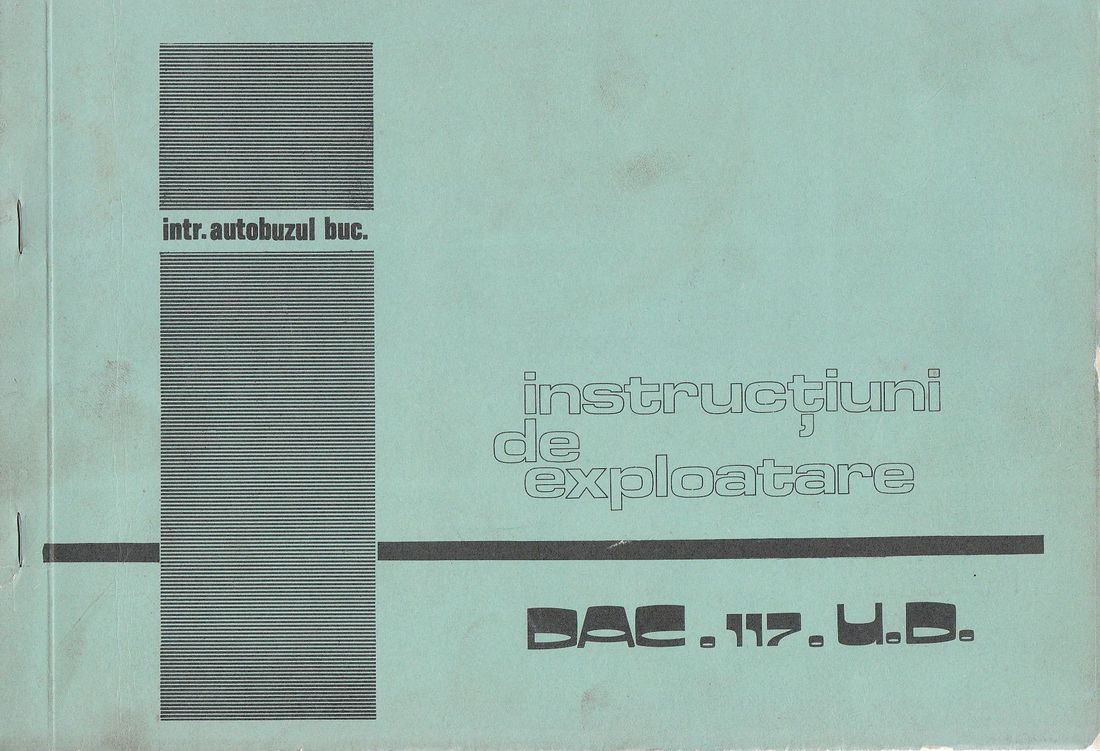 intr. autobuzul buc.
instrucțiuni
de
exploatare
DAC . 117 . U.D.